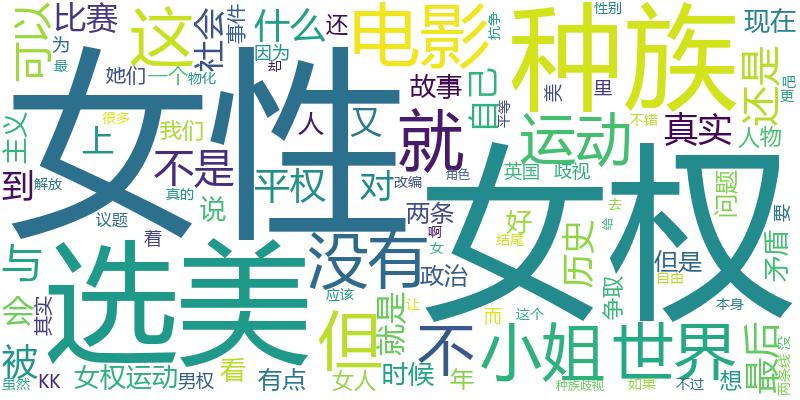 比赛
这
什么
还
电影
种族
性别
现在
可以
社会
事件
因为
抗争
为
最
她们
一个
物化
却
故事
自己
美
里
还是
更
吧
很多
女性
平等
主义
上
我们
人
又
就
运动
不错
真实
人物
到
解放
不是
真的
平权
对
改编
角色
英国
歧视
女权
议题
说
两条
好
问题
要
与
着
没有
啊
女
结尾
历史
给
去
但是
矛盾
选美
政治
争取
自由
会
其实
应该
让
而
这个
本身
被
但
就是
不
小姐
世界
最后
没
两条线
虽然
KK
女权运动
男权
看
有点
女人
时候
年
种族歧视
如果
不过
想